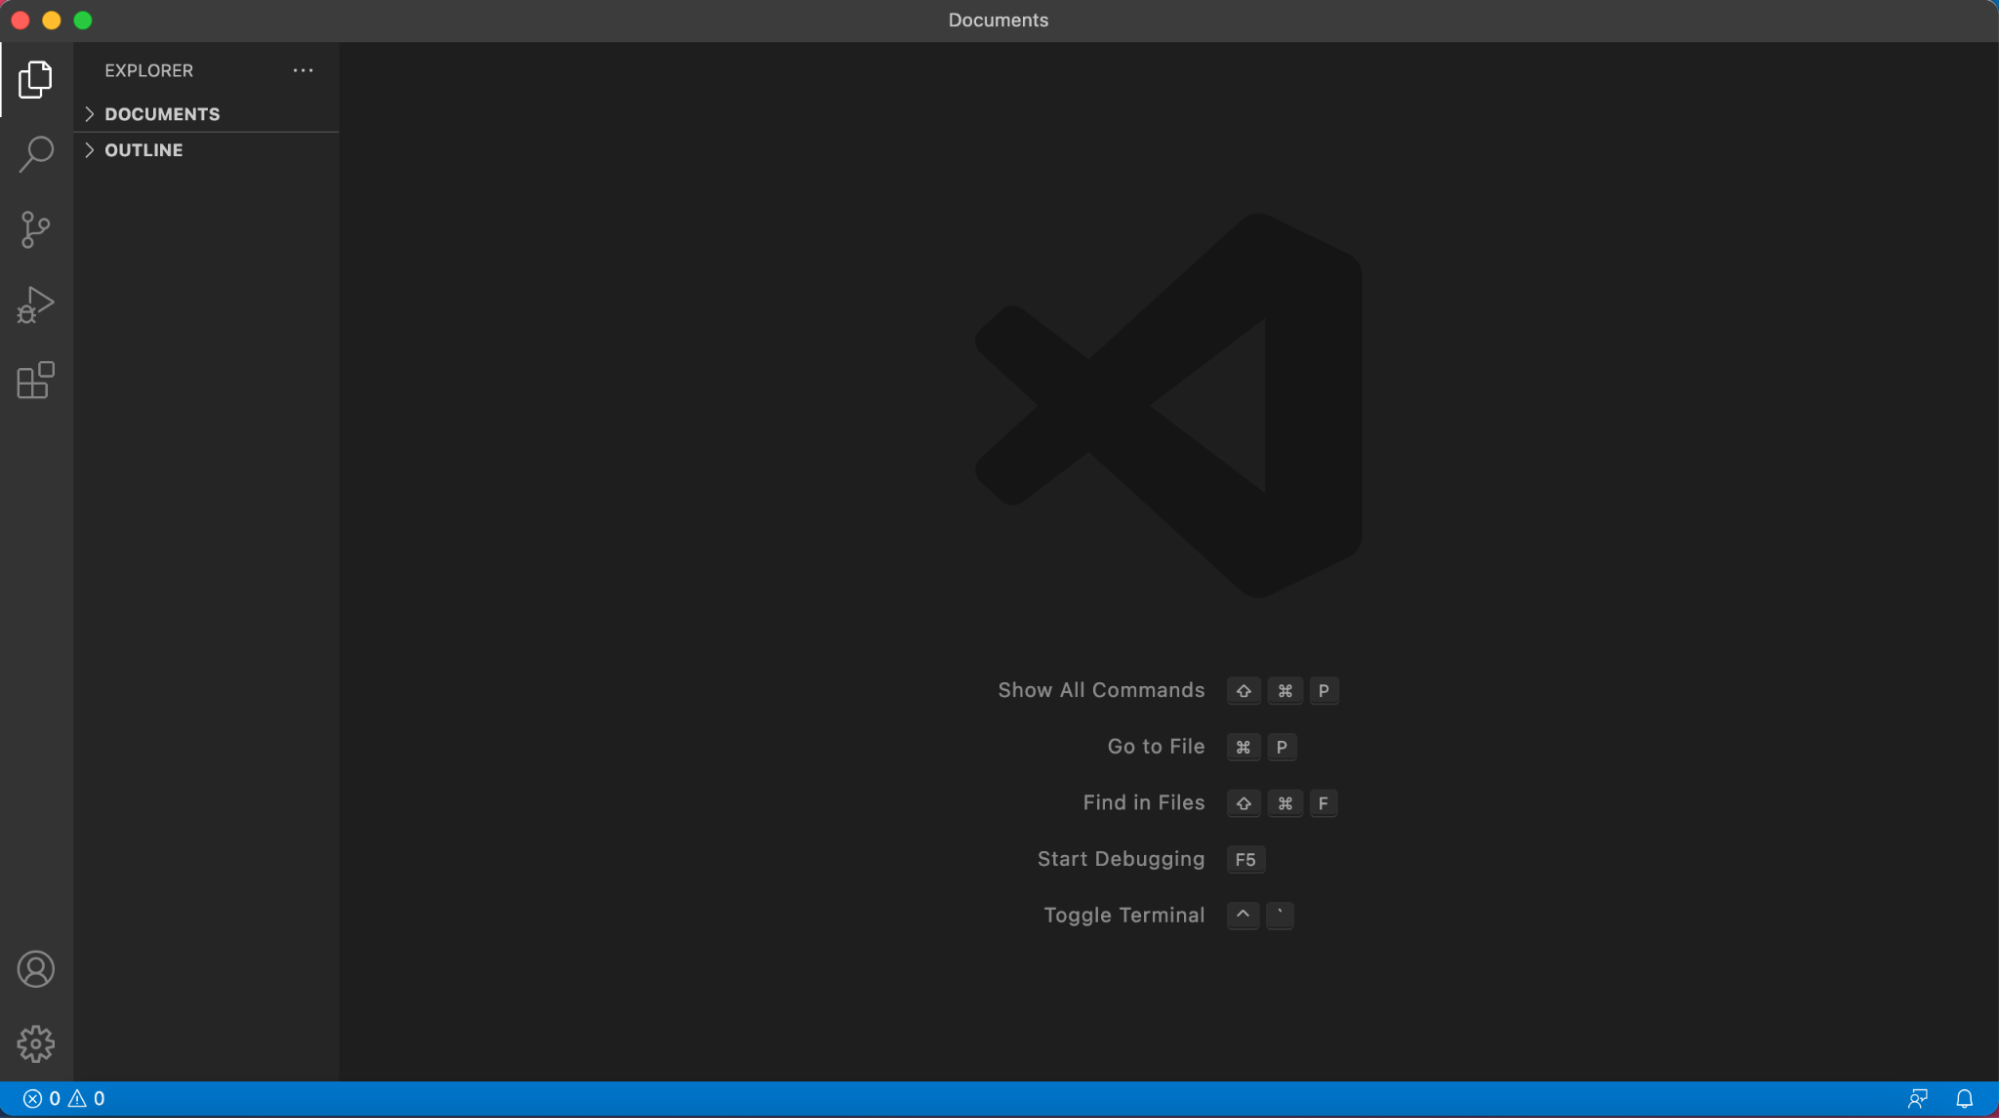 Documents
EXPLORER
DOCUMENTS
OUTLINE
Show All Commands ⇧ ⌘ P
Go to File ⌘ P
Find in Files ⇧ ⌘ F
Start Debugging F5
Toggle Terminal ^ `
0 0